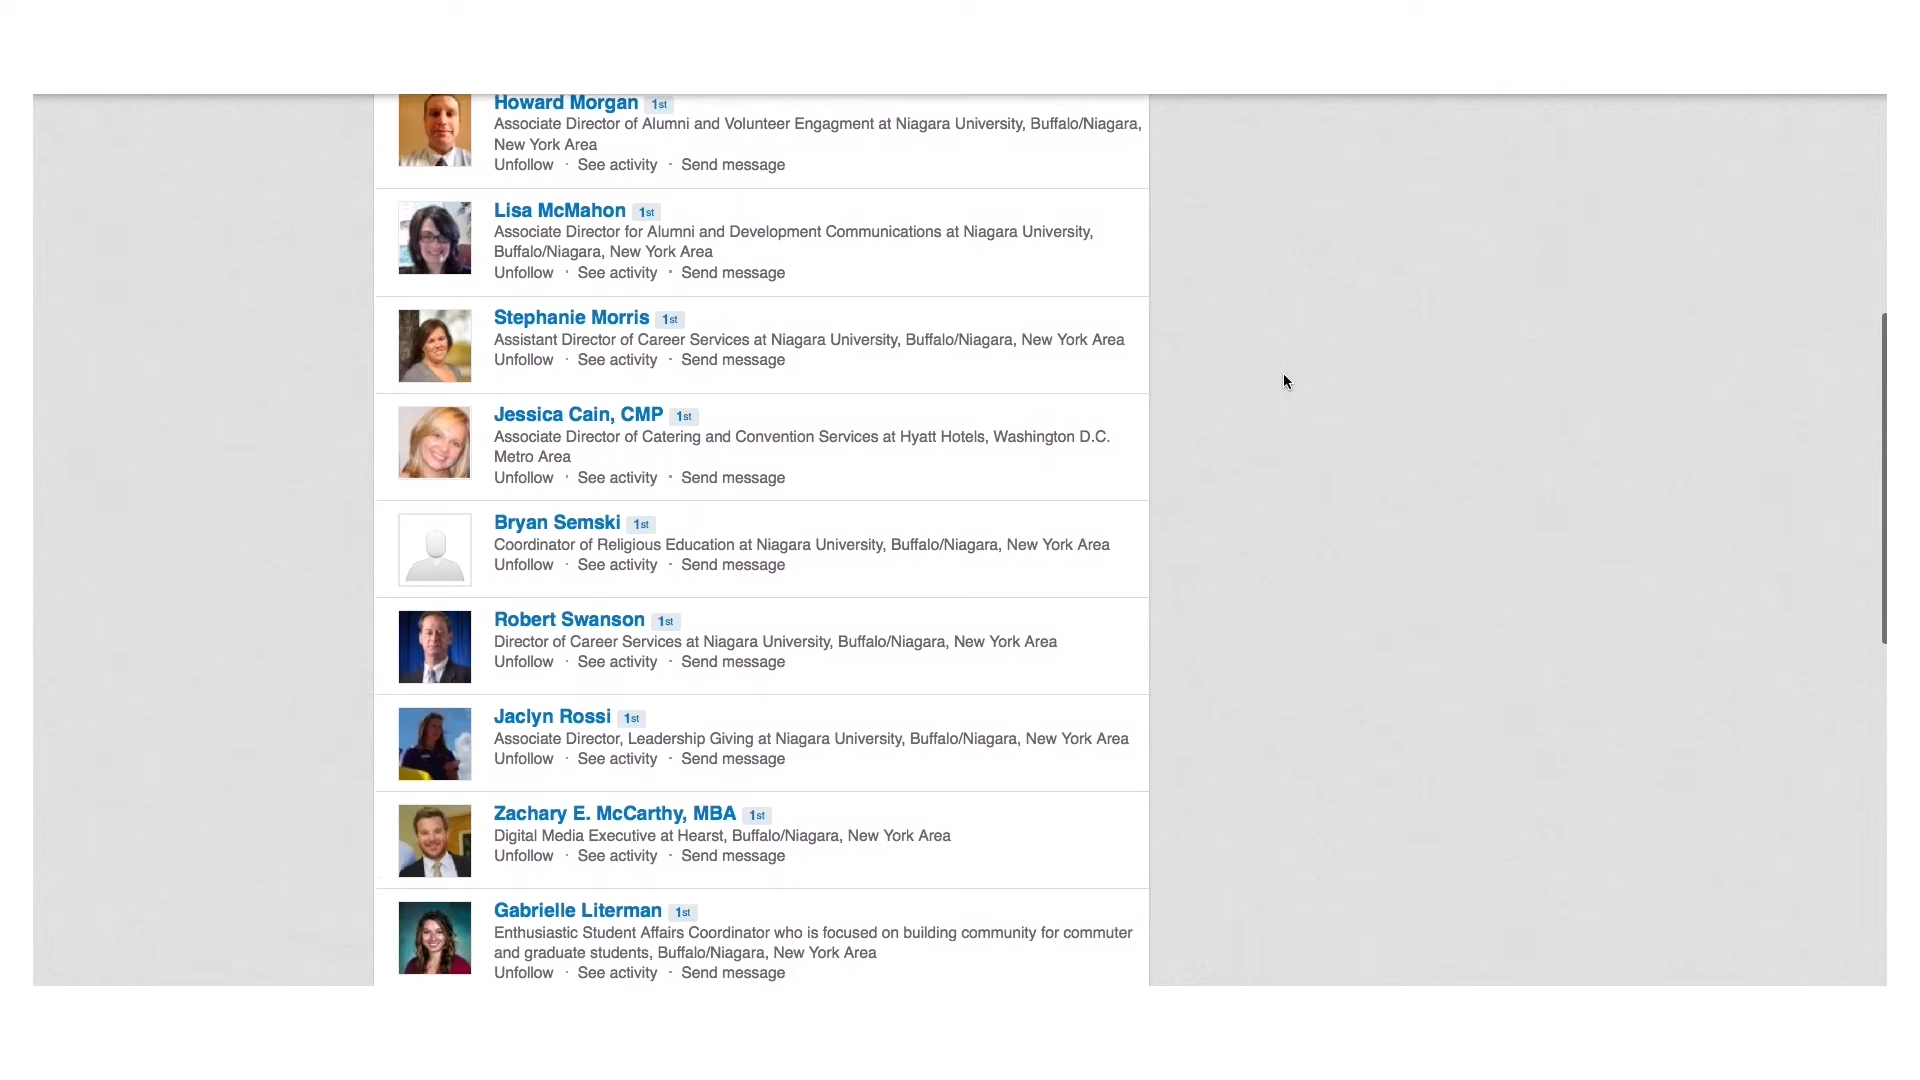 Howard Morgan 1st
Associate Director of Alumni and Volunteer Engagment at Niagara University, Buffalo/Niagara,
New York Area
Unfollow · See activity · Send message
Lisa McMahon 1st
Associate Director for Alumni and Development Communications at Niagara University,
Buffalo/Niagara, New York Area
Unfollow · See activity · Send message
Stephanie Morris 1st
Assistant Director of Career Services at Niagara University, Buffalo/Niagara, New York Area
Unfollow · See activity · Send message
Jessica Cain, CMP 1st
Associate Director of Catering and Convention Services at Hyatt Hotels, Washington D.C.
Metro Area
Unfollow · See activity · Send message
Bryan Semski 1st
Coordinator of Religious Education at Niagara University, Buffalo/Niagara, New York Area
Unfollow · See activity · Send message
Robert Swanson 1st
Director of Career Services at Niagara University, Buffalo/Niagara, New York Area
Unfollow · See activity · Send message
Jaclyn Rossi 1st
Associate Director, Leadership Giving at Niagara University, Buffalo/Niagara, New York Area
Unfollow · See activity · Send message
Zachary E. McCarthy, MBA 1st
Digital Media Executive at Hearst, Buffalo/Niagara, New York Area
Unfollow · See activity · Send message
Gabrielle Literman 1st
Enthusiastic Student Affairs Coordinator who is focused on building community for commuter
and graduate students, Buffalo/Niagara, New York Area
Unfollow · See activity · Send message